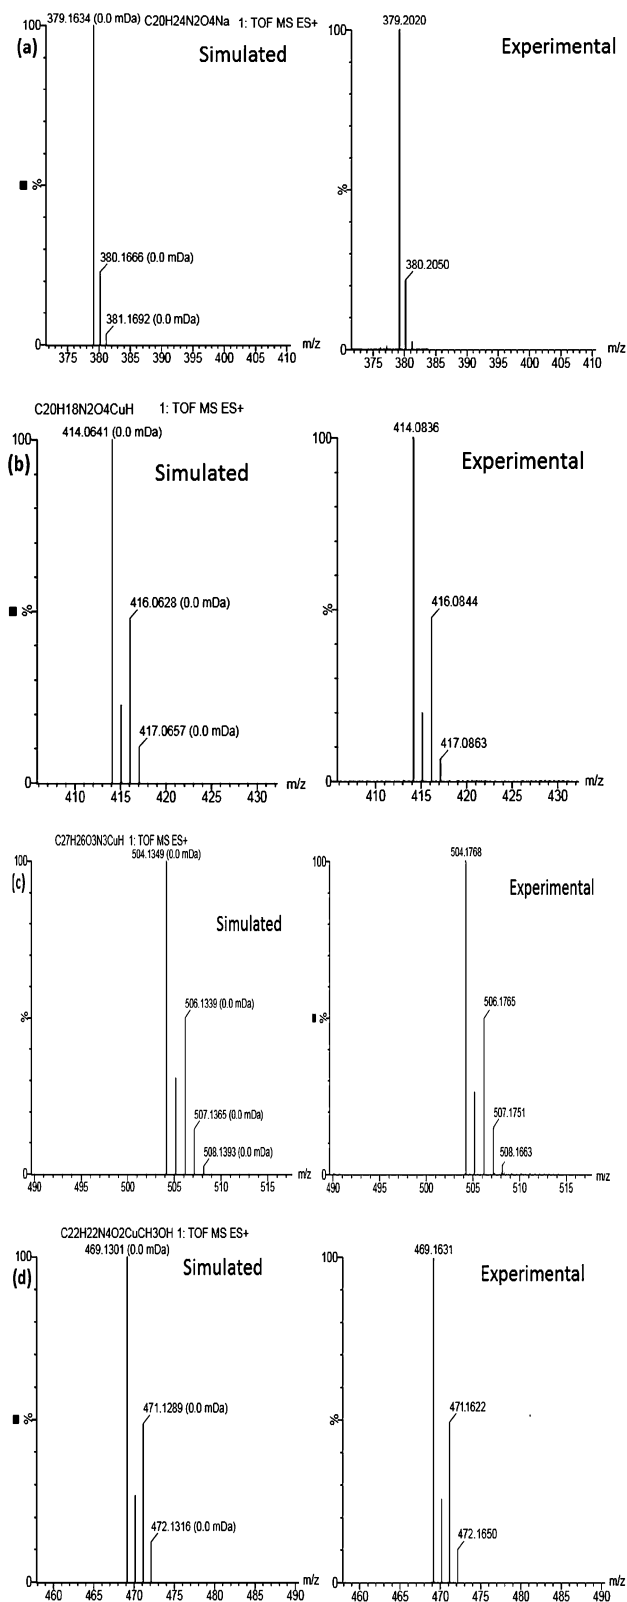 379.1634 (0.0 mDa) C20H24N2O4Na 1: TOF MS ES+
(a)
Simulated
100
%
380.1666 (0.0 mDa)
381.1692 (0.0 mDa)
0
m/z
375 380 385 390 395 400 405 410
379.2020
Experimental
100
%
380.2050
0
m/z
375 380 385 390 395 400 405 410
C20H18N2O4CuH 1: TOF MS ES+
414.0641 (0.0 mDa)
(b)
Simulated
100
%
416.0628 (0.0 mDa)
417.0657 (0.0 mDa)
0
m/z
410 415 420 425 430
414.0836
Experimental
100
%
416.0844
417.0863
0
m/z
410 415 420 425 430
C27H26O3N3CuH 1: TOF MS ES+
504.1349 (0.0 mDa)
(c)
Simulated
100
%
506.1339 (0.0 mDa)
507.1365 (0.0 mDa)
508.1393 (0.0 mDa)
0
m/z
490 495 500 505 510 515
504.1768
Experimental
100
%
506.1765
507.1751
508.1663
0
m/z
490 495 500 505 510 515
C22H22N4O2CuCH3OH 1: TOF MS ES+
469.1301 (0.0 mDa)
(d)
Simulated
100
%
471.1289 (0.0 mDa)
472.1316 (0.0 mDa)
0
m/z
460 465 470 475 480 485 490
469.1631
Experimental
100
%
471.1622
472.1650
0
m/z
460 465 470 475 480 485 490